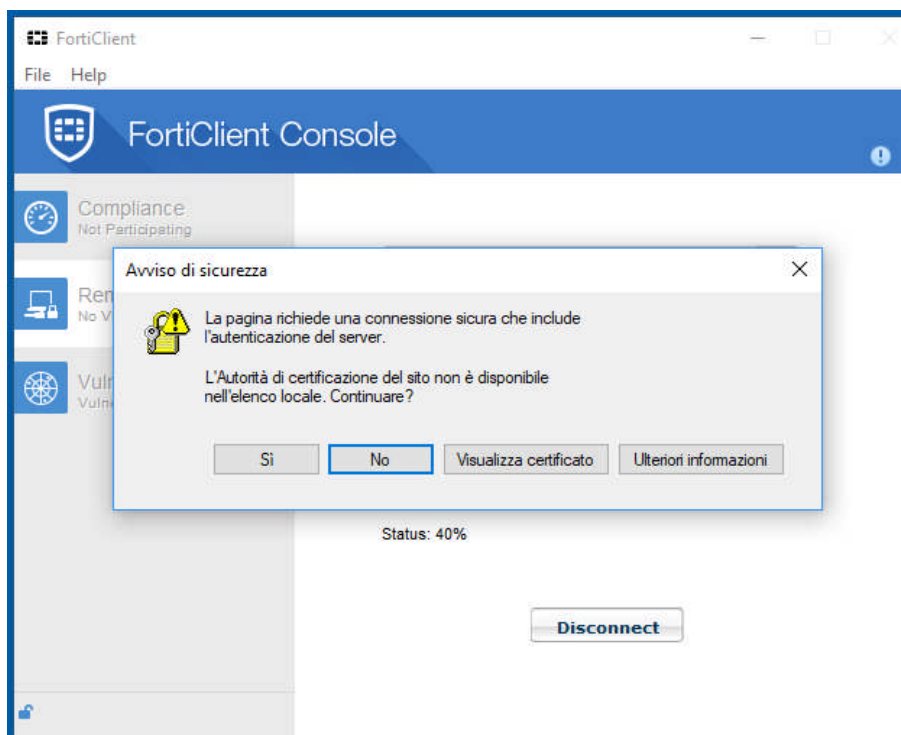 FortiClient
File Help
FortiClient Console
Compliance
Not Participating
Avviso di sicurezza
Rem
No V
La pagina richiede una connessione sicura che include
l'autenticazione del server.
L'Autorità di certificazione del sito non è disponibile
nell'elenco locale. Continuare?
Vuln
Vulne
Sì No Visualizza certificato Ulteriori informazioni
Status: 40%
Disconnect